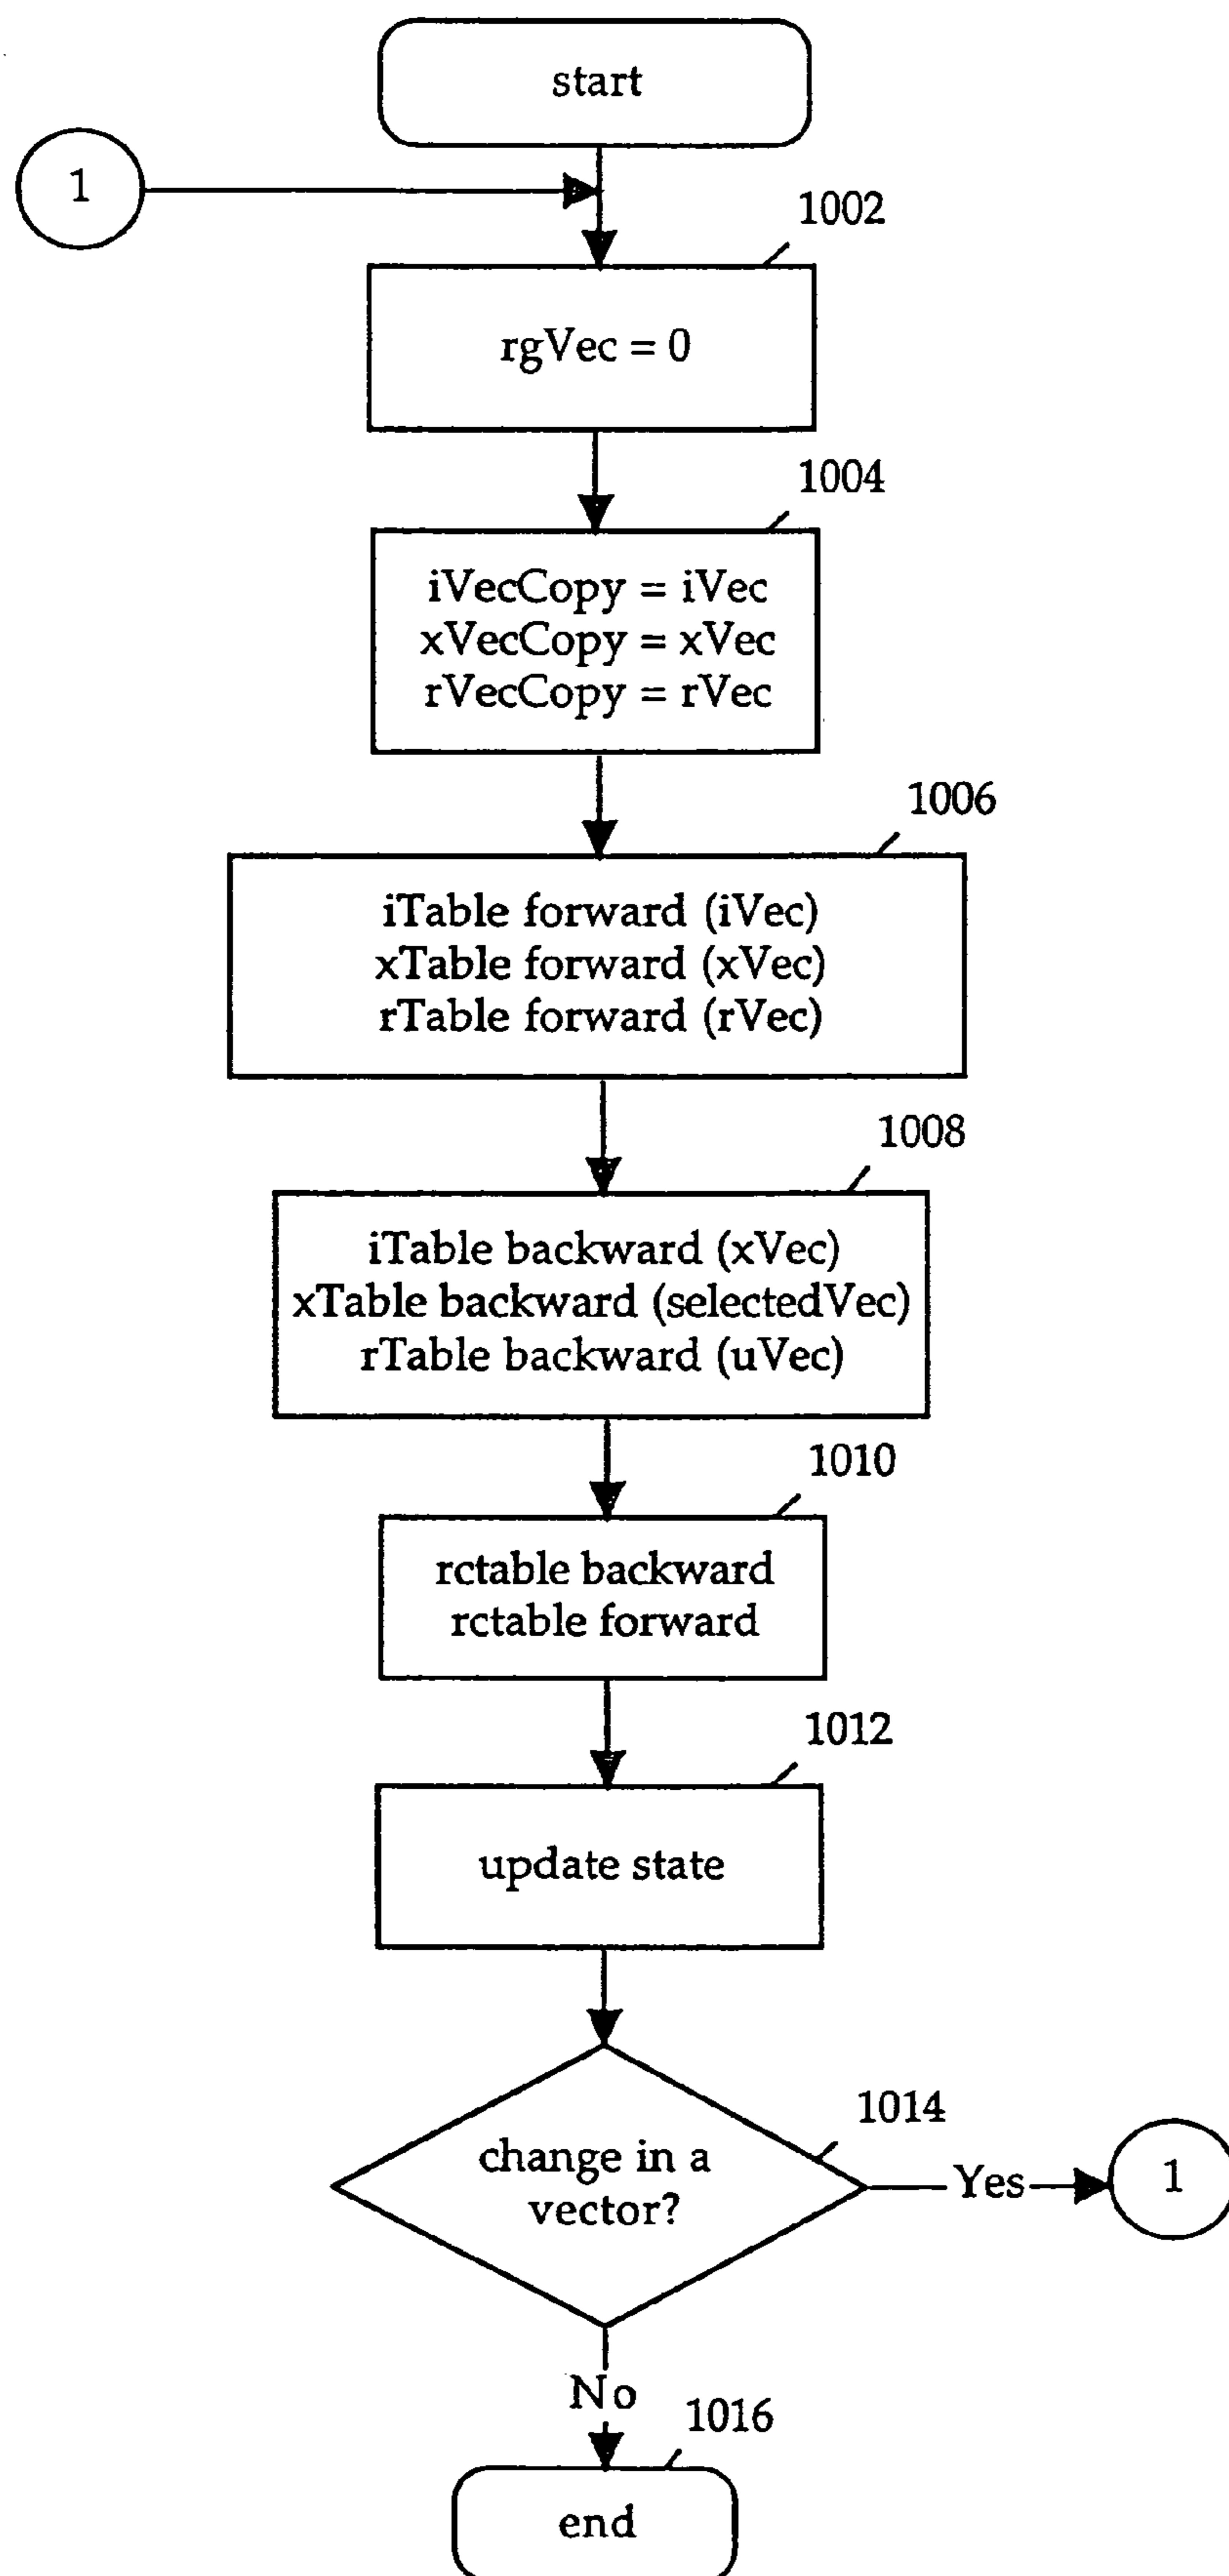 start
1
1002
rgVec = 0
1004
iVecCopy = iVec
xVecCopy = xVec
rVecCopy = rVec
1006
iTable forward (iVec)
xTable forward (xVec)
rTable forward (rVec)
1008
iTable backward (xVec)
xTable backward (selectedVec)
rTable backward (uVec)
1010
rctable backward
rctable forward
1012
update state
1014
change in a
vector?
Yes
1
No
1016
end